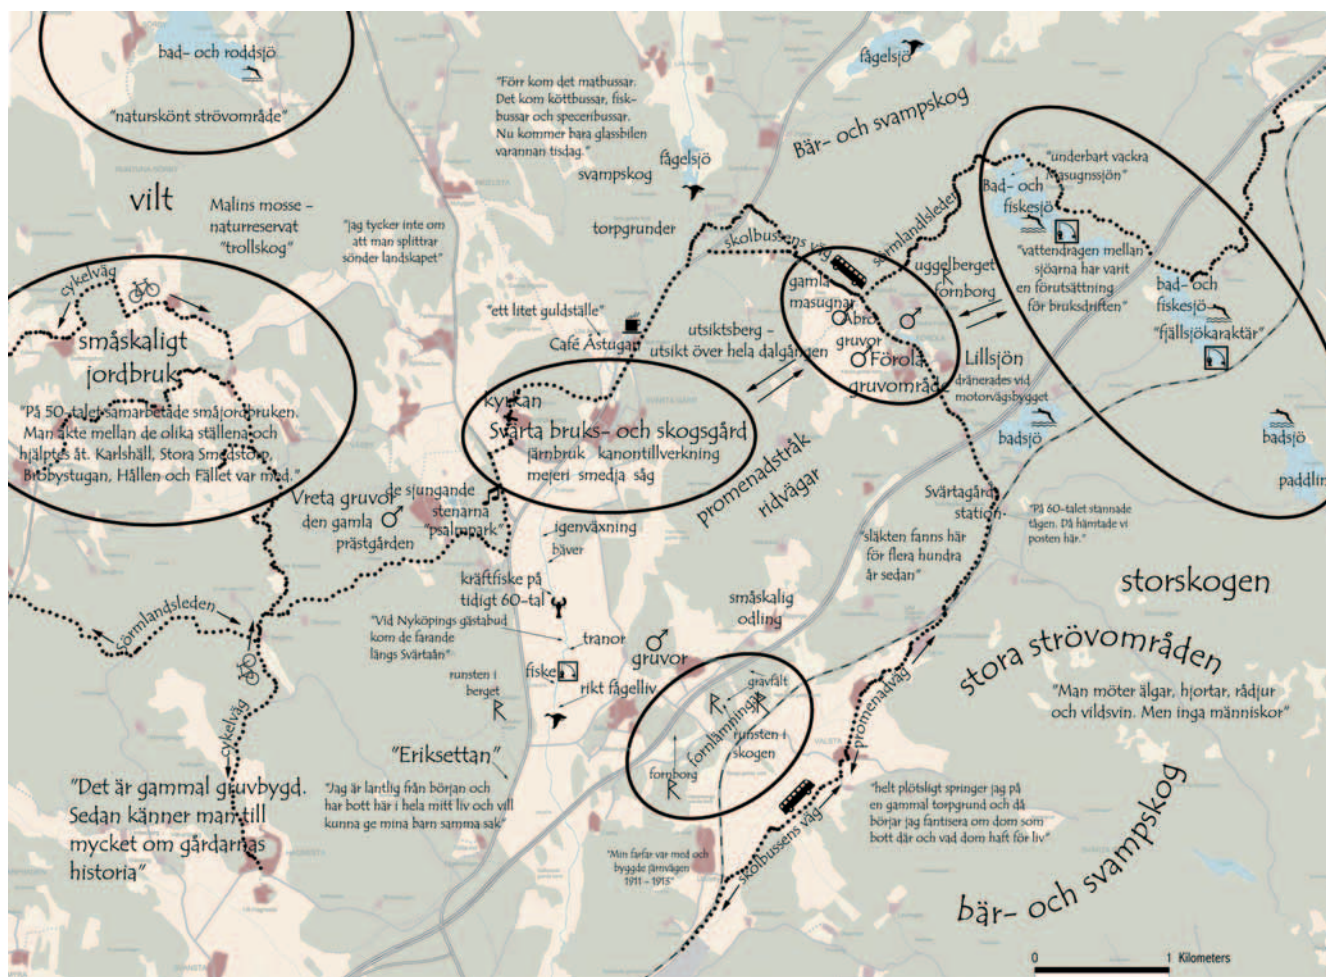 bad- och roddsjö
"naturskönt strövområde"
"Förr kom det matbussar.
Det kom köttbussar, fisk-
bussar och speceribussar.
Nu kommer bara glassbilen
varannan tisdag."
svampskog
fågelsjö
fågelsjö
Bär- och svampskog
vilt
Malins mosse –
naturreservat
"trollskog"
"Jag tycker inte om
att man splittrar
sönder landskapet"
torpgrunder
skolbussens väg
sörmlandsleden
"underbart vackra
Masugnssjön"
Bad- och
fiskesjö
"vattendragen mellan
sjöarna har varit
en förutsättning
för bruksdriften"
bad- och
fiskesjö
"fjällsjökaraktär"
uggelberget
fornborg
gamla
masugnar
Åbro
gruvor
Förola
gruvområde
cykelväg
småskaligt
jordbruk
"På 50-talet samarbetade småjordbruken.
Man åkte mellan de olika ställena och
hjälptes åt. Karlshäll, Stora Smedstorp,
Brobystugan, Hållen och Fället var med."
"ett litet guldställe"
Café Åstugan
utsiktsberg –
utsikt över hela dalgången
Lillsjön
dränerades vid
motorvägsbygget
badsjö
badsjö
paddlin
kyrkan
Svärta bruks- och skogsgård
järnbruk kanontillverkning
mejeri smedja såg
promenadstråk
ridvägar
Vreta gruvor
den gamla
prästgården
de sjungande
stenarna
"psalmpark"
igenväxning
bäver
kräftfiske på
tidigt 60-tal
Svärtagård
station
"På 60-talet stannade
tågen. Då hämtade vi
posten här."
"släkten fanns här
för flera hundra
år sedan"
storskogen
stora strövområden
"Man möter älgar, hjortar, rådjur
och vildsvin. Men inga människor"
Sörmlandsleden
"Vid Nyköpings gästabud
kom de farande
längs Svärtaån"
tranor
fiske
rikt fågelliv
runsten i
berget
småskalig
odling
gruvor
gravfält
fornlämningar
runsten i
skogen
fornborg
promenadväg
cykelväg
"Eriksettan"
"Jag är lantlig från början och
har bott här i hela mitt liv och vill
kunna ge mina barn samma sak"
"Det är gammal gruvbygd.
Sedan känner man till
mycket om gårdarnas
historia"
"Min farfar var med och
byggde järnvägen
1911 – 1913"
skolbussens väg
"helt plötsligt springer jag på
en gammal torpgrund och då
börjar jag fantisera om dom som
bott där och vad dom haft för liv"
bär- och svampskog
0 1 Kilometers